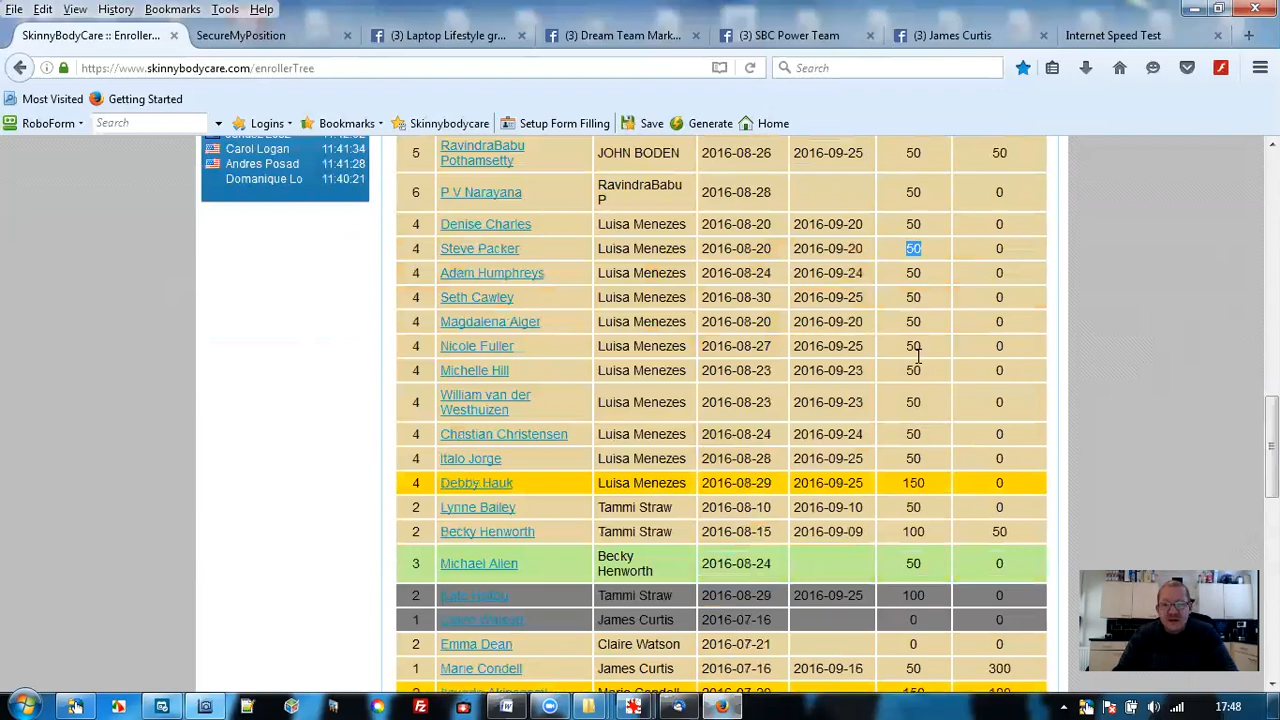 File Edit View History Bookmarks Tools Help
SkinnyBodyCare :: Enroller... × SecureMyPosition × (3) Laptop Lifestyle gr... × (3) Dream Team Mark... × (3) SBC Power Team × (3) James Curtis × Internet Speed Test × +
https://www.skinnybodycare.com/enrollerTree Search
Most Visited Getting Started
RoboForm Search Logins Bookmarks Skinnybodycare Setup Form Filling Save Generate Home
Carol Logan 11:41:34
Andres Posad 11:41:28
Domanique Lo 11:40:21
5 RavindraBabu Pothamsetty JOHN BODEN 2016-08-26 2016-09-25 50 50
6 P V Narayana RavindraBabu P 2016-08-28 50 0
4 Denise Charles Luisa Menezes 2016-08-20 2016-09-20 50 0
4 Steve Packer Luisa Menezes 2016-08-20 2016-09-20 50 0
4 Adam Humphreys Luisa Menezes 2016-08-24 2016-09-24 50 0
4 Seth Cawley Luisa Menezes 2016-08-30 2016-09-25 50 0
4 Magdalena Alger Luisa Menezes 2016-08-20 2016-09-20 50 0
4 Nicole Fuller Luisa Menezes 2016-08-27 2016-09-25 50 0
4 Michelle Hill Luisa Menezes 2016-08-23 2016-09-23 50 0
4 William van der Westhuizen Luisa Menezes 2016-08-23 2016-09-23 50 0
4 Chastian Christensen Luisa Menezes 2016-08-24 2016-09-24 50 0
4 Italo Jorge Luisa Menezes 2016-08-28 2016-09-25 50 0
4 Debby Hauk Luisa Menezes 2016-08-29 2016-09-25 150 0
2 Lynne Bailey Tammi Straw 2016-08-10 2016-09-10 50 0
2 Becky Henworth Tammi Straw 2016-08-15 2016-09-09 100 50
3 Michael Allen Becky Henworth 2016-08-24 50 0
2 Tammi Straw 2016-08-29 2016-09-25 100 0
1 Claire Watson James Curtis 2016-07-16 0 0
2 Emma Dean Claire Watson 2016-07-21 0 0
1 Marie Condell James Curtis 2016-07-16 2016-09-16 50 300
17:48